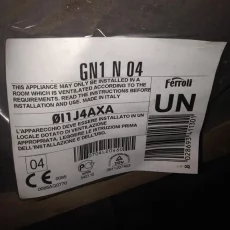 GN1 N 04
THIS APPLIANCE MAY ONLY BE INSTALLED IN A
ROOM WHICH IS VENTILATED ACCORDING TO THE
REQUIREMENTS. READ THE INSTRUCTIONS BEFORE
INSTALLATION AND USE.
MADE IN ITALY
Ferroli
UN
Ø11J4AXA
L'APPARECCHIO DEVE ESSERE INSTALLATO IN UN
LOCALE DOTATO DI VENTILAZIONE
APPROPRIATA. LEGGERE LE ISTRUZIONI PRIMA
DELL'INSTALLAZIONE E DELL'USO.
04
CE